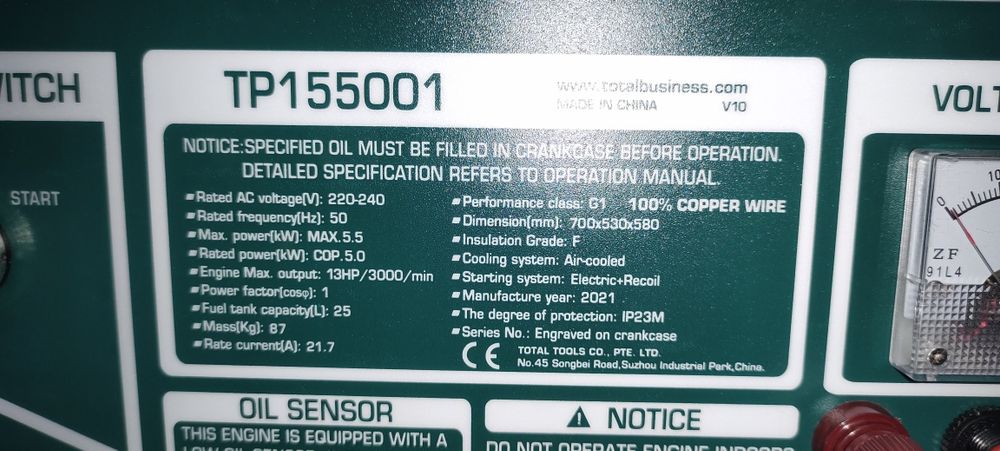 WITCH
START
TP155001
www.totalbusiness.com
MADE IN CHINA V10
NOTICE:SPECIFIED OIL MUST BE FILLED IN CRANKCASE BEFORE OPERATION.
DETAILED SPECIFICATION REFERS TO OPERATION MANUAL.
Rated AC voltage(V): 220-240
Rated frequency(Hz): 50
Max. power(kW): MAX.5.5
Rated power(kW): COP.5.0
Engine Max. output: 13HP/3000/min
Power factor(cosφ): 1
Fuel tank capacity(L): 25
Mass(Kg): 87
Rate current(A): 21.7
Performance class: G1 100% COPPER WIRE
Dimension(mm): 700x530x580
Insulation Grade: F
Cooling system: Air-cooled
Starting system: Electric+Recoil
Manufacture year: 2021
The degree of protection: IP23M
Series No.: Engraved on crankcase
CE TOTAL TOOLS CO., PTE. LTD.
No.45 Songbei Road,Suzhou Industrial Park,China.
VOLT
0 10
ZF
91L4
OIL SENSOR
THIS ENGINE IS EQUIPPED WITH A
LOW OIL SENSOR
NOTICE
DO NOT OPERATE ENGINE INDOORS